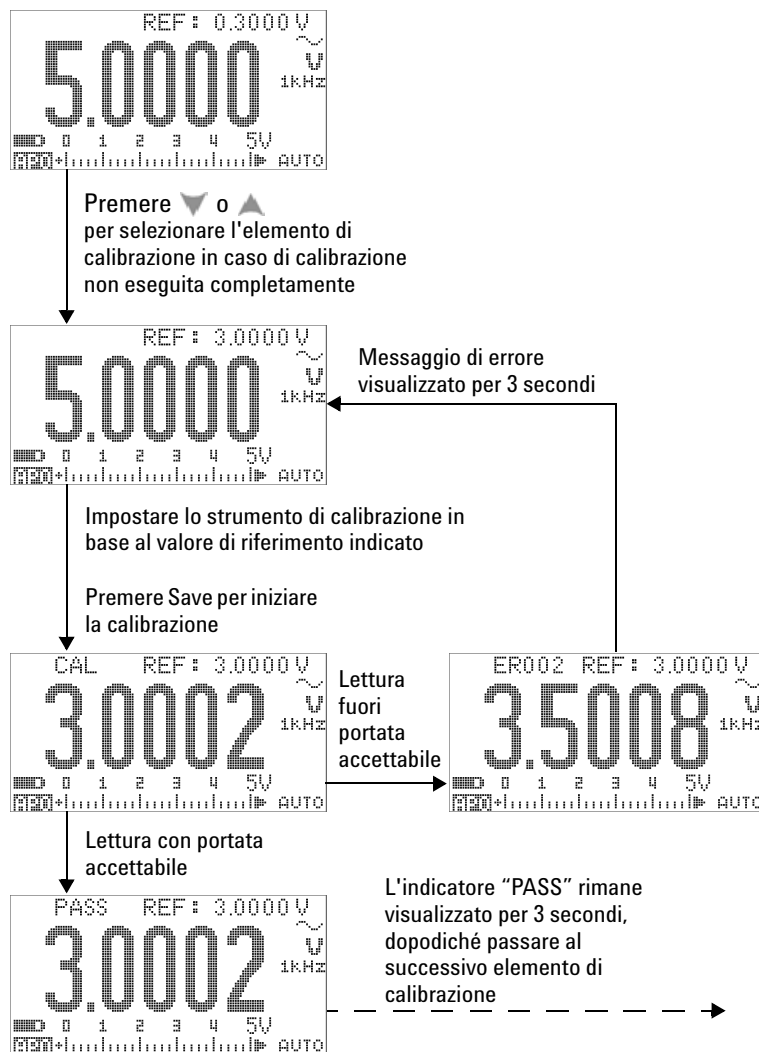 REF: 0.3000 V
5.0000 V
1kHz
0 1 2 3 4 5V
APO AUTO
Premere o
per selezionare l'elemento di
calibrazione in caso di calibrazione
non eseguita completamente
REF: 3.0000 V
5.0000 V
1kHz
0 1 2 3 4 5V
APO AUTO
Messaggio di errore
visualizzato per 3 secondi
Impostare lo strumento di calibrazione in
base al valore di riferimento indicato
Premere Save per iniziare
la calibrazione
CAL REF: 3.0000 V
3.0002 V
1kHz
0 1 2 3 4 5V
APO AUTO
Lettura
fuori
portata
accettabile
ER002 REF: 3.0000 V
3.5008 V
1kHz
0 1 2 3 4 5V
APO AUTO
Lettura con portata
accettabile
PASS REF: 3.0000 V
3.0002 V
1kHz
0 1 2 3 4 5V
APO AUTO
L'indicatore “PASS” rimane
visualizzato per 3 secondi,
dopodiché passare al
successivo elemento di
calibrazione